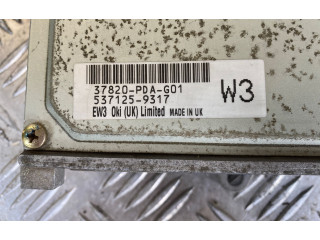 37820-PDA-G01
537125-9317
EW3 Oki (UK) Limited MADE IN UK
W3